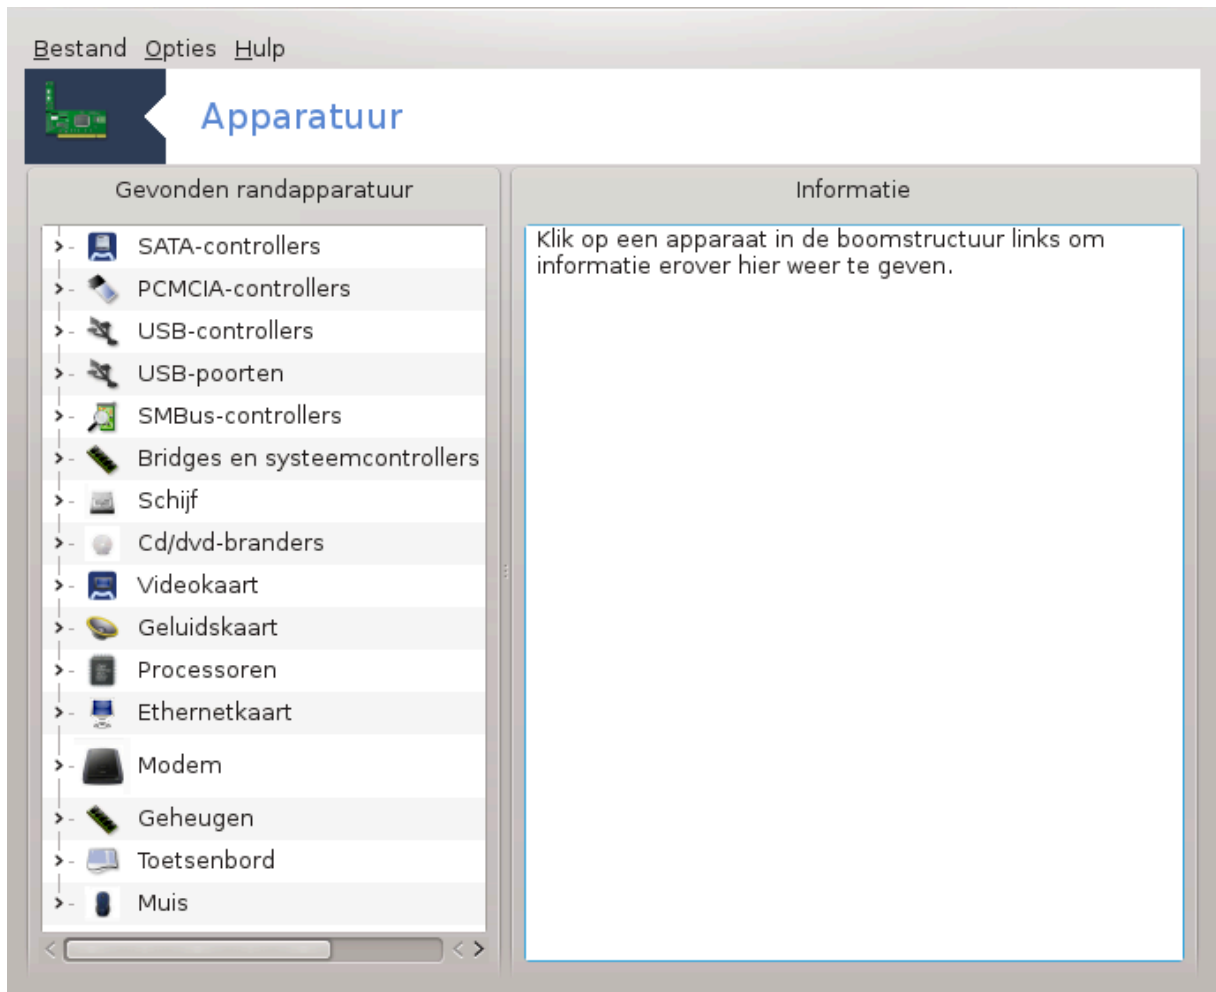 Bestand Opties Hulp
Apparatuur
Gevonden randapparatuur
SATA-controllers
PCMCIA-controllers
USB-controllers
USB-poorten
SMBus-controllers
Bridges en systeemcontrollers
Schijf
Cd/dvd-branders
Videokaart
Geluidskaart
Processoren
Ethernetkaart
Modem
Geheugen
Toetsenbord
Muis
Informatie
Klik op een apparaat in de boomstructuur links om
informatie erover hier weer te geven.